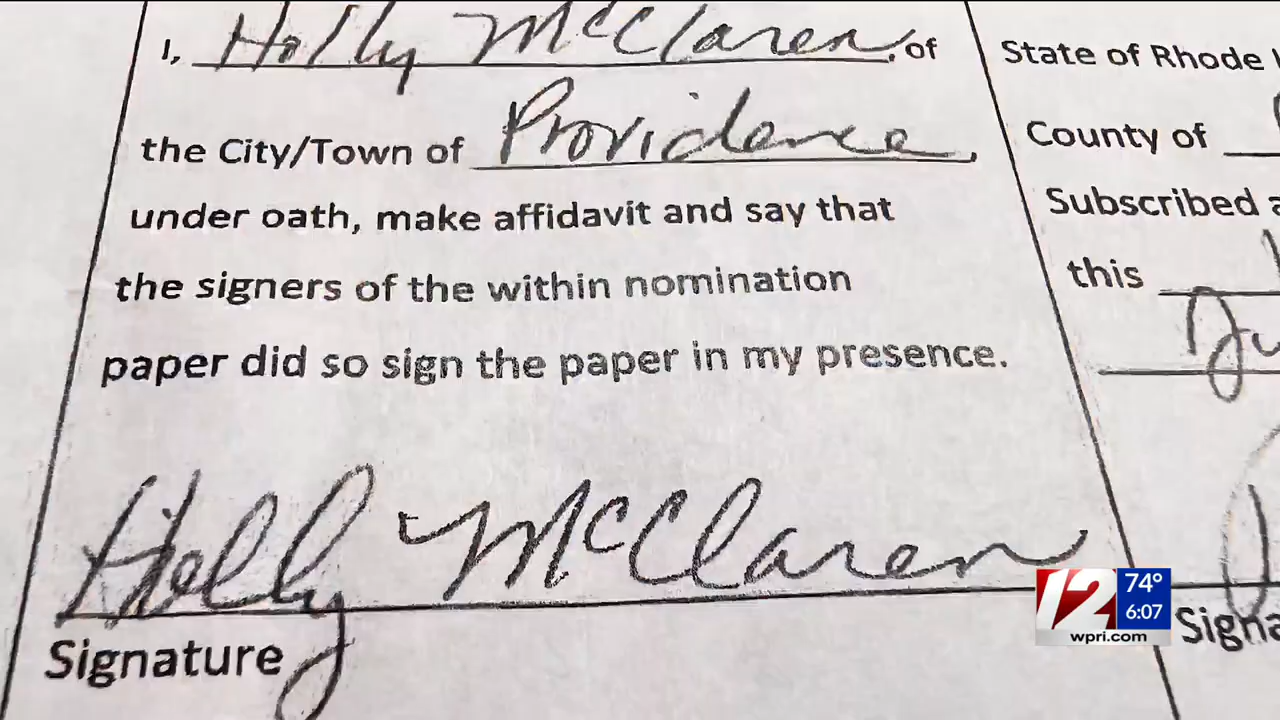 I, Holly McClaren, of
the City/Town of Providence,
under oath, make affidavit and say that
the signers of the within nomination
paper did so sign the paper in my presence.
Holly McClaren
Signature
State of Rhode
County of
Subscribed
this
12
74°
6:07
wpri.com